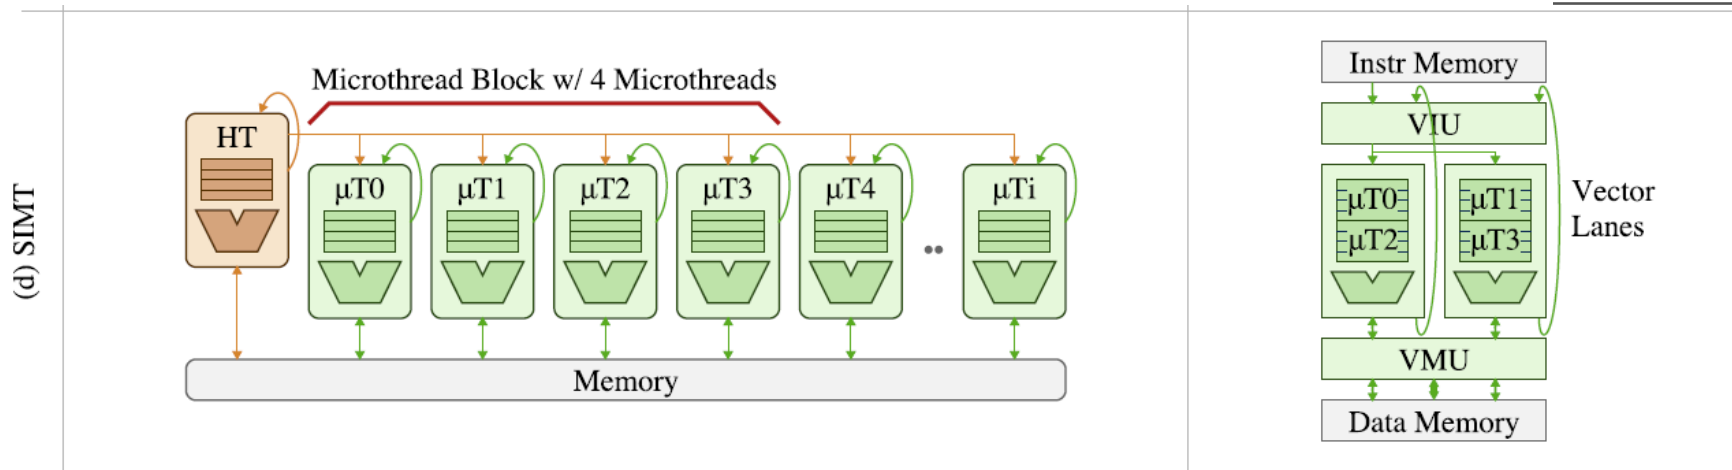 (d) SIMT
Microthread Block w/ 4 Microthreads
HT
μT0
μT1
μT2
μT3
μT4
μTi
Memory
Instr Memory
VIU
μT0
μT2
μT1
μT3
Vector
Lanes
VMU
Data Memory